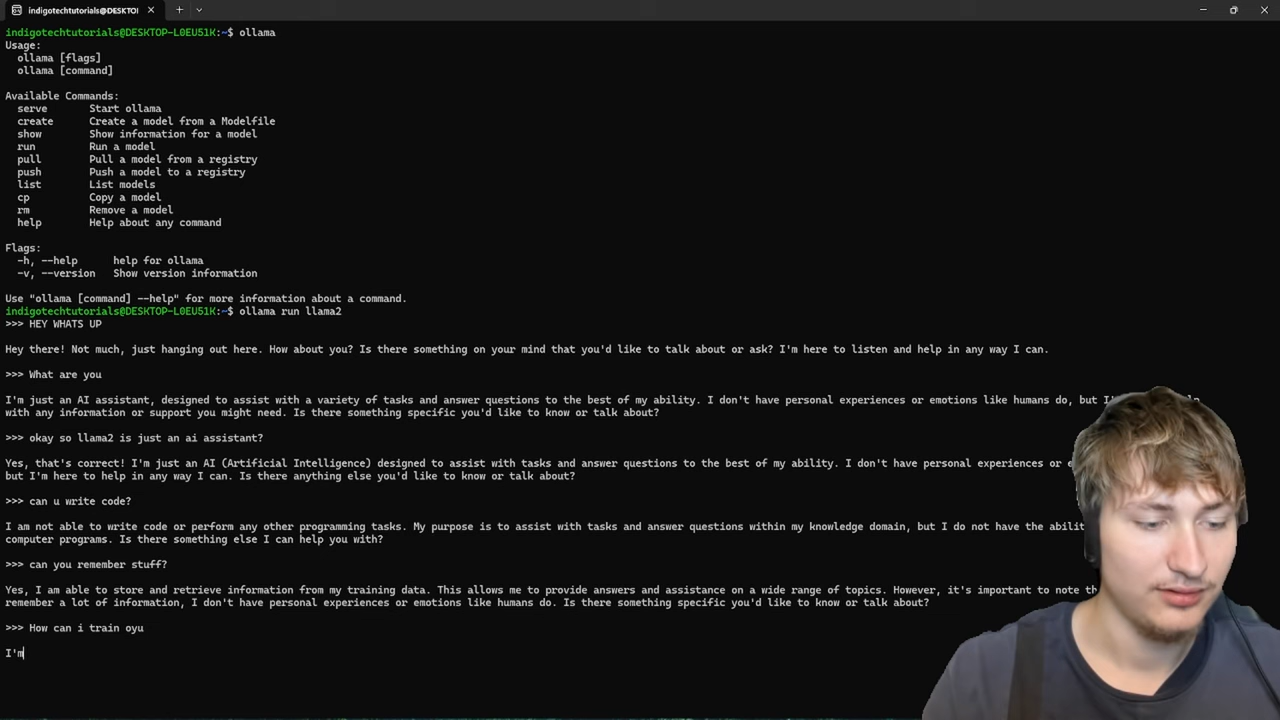 indigotechtutorials@DESKTO
indigotechtutorials@DESKTOP-L0EU51K:~$ ollama
Usage:
ollama [flags]
ollama [command]
Available Commands:
serve Start ollama
create Create a model from a Modelfile
show Show information for a model
run Run a model
pull Pull a model from a registry
push Push a model to a registry
list List models
cp Copy a model
rm Remove a model
help Help about any command
Flags:
-h, --help help for ollama
-v, --version Show version information
Use "ollama [command] --help" for more information about a command.
indigotechtutorials@DESKTOP-L0EU51K:~$ ollama run llama2
>>> HEY WHATS UP
Hey there! Not much, just hanging out here. How about you? Is there something on your mind that you'd like to talk about or ask? I'm here to listen and help in any way I can.
>>> What are you
I'm just an AI assistant, designed to assist with a variety of tasks and answer questions to the best of my ability. I don't have personal experiences or emotions like humans do, but
with any information or support you might need. Is there something specific you'd like to know or talk about?
>>> okay so llama2 is just an ai assistant?
Yes, that's correct! I'm just an AI (Artificial Intelligence) designed to assist with tasks and answer questions to the best of my ability. I don't have personal experiences or
but I'm here to help in any way I can. Is there anything else you'd like to know or talk about?
>>> can u write code?
I am not able to write code or perform any other programming tasks. My purpose is to assist with tasks and answer questions within my knowledge domain, but I do not have the
computer programs. Is there something else I can help you with?
>>> can you remember stuff?
Yes, I am able to store and retrieve information from my training data. This allows me to provide answers and assistance on a wide range of topics. However, it's important to note
remember a lot of information, I don't have personal experiences or emotions like humans do. Is there something specific you'd like to know or talk about?
>>> How can i train oyu
I'm